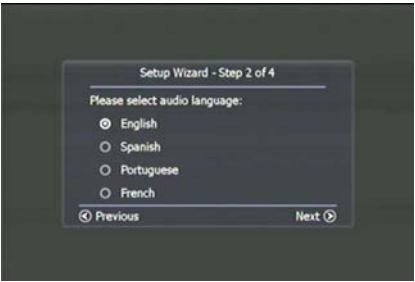 Setup Wizard - Step 2 of 4
Please select audio language:
English
Spanish
Portuguese
French
Previous Next